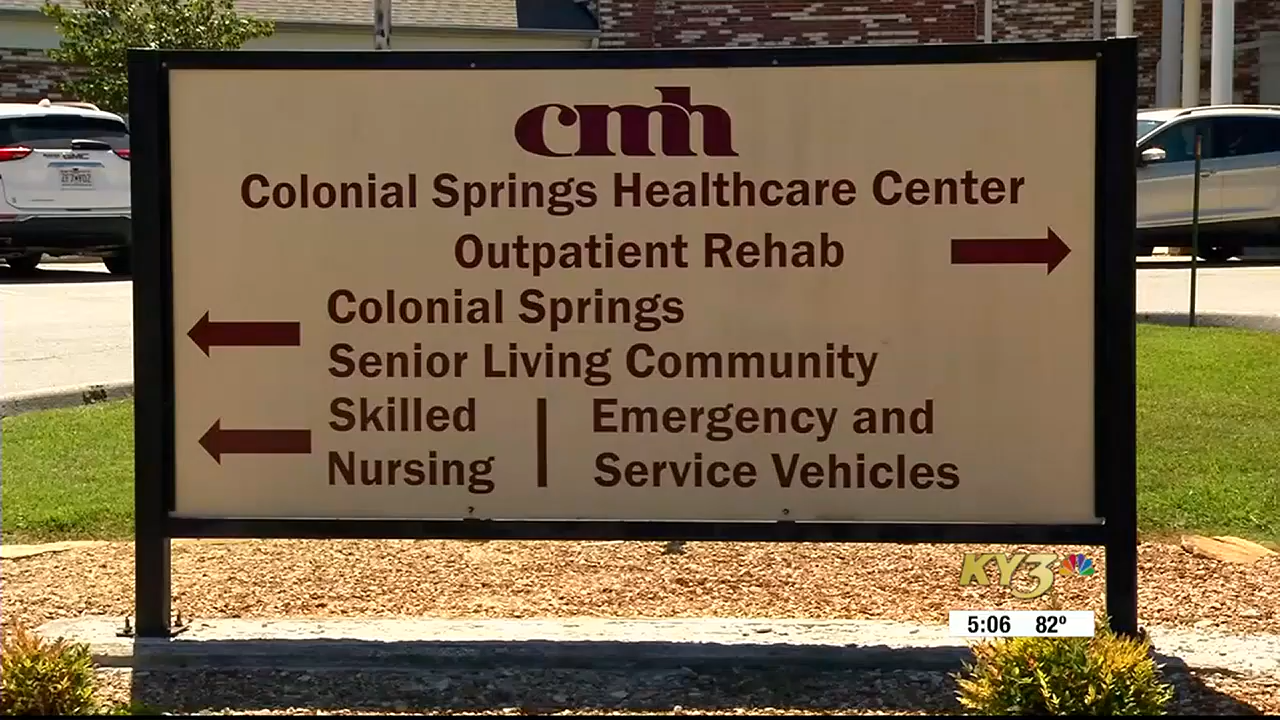 cmh
Colonial Springs Healthcare Center
Outpatient Rehab
Colonial Springs
Senior Living Community
Skilled
Nursing
Emergency and
Service Vehicles
GMC
KY3
5:06 82°